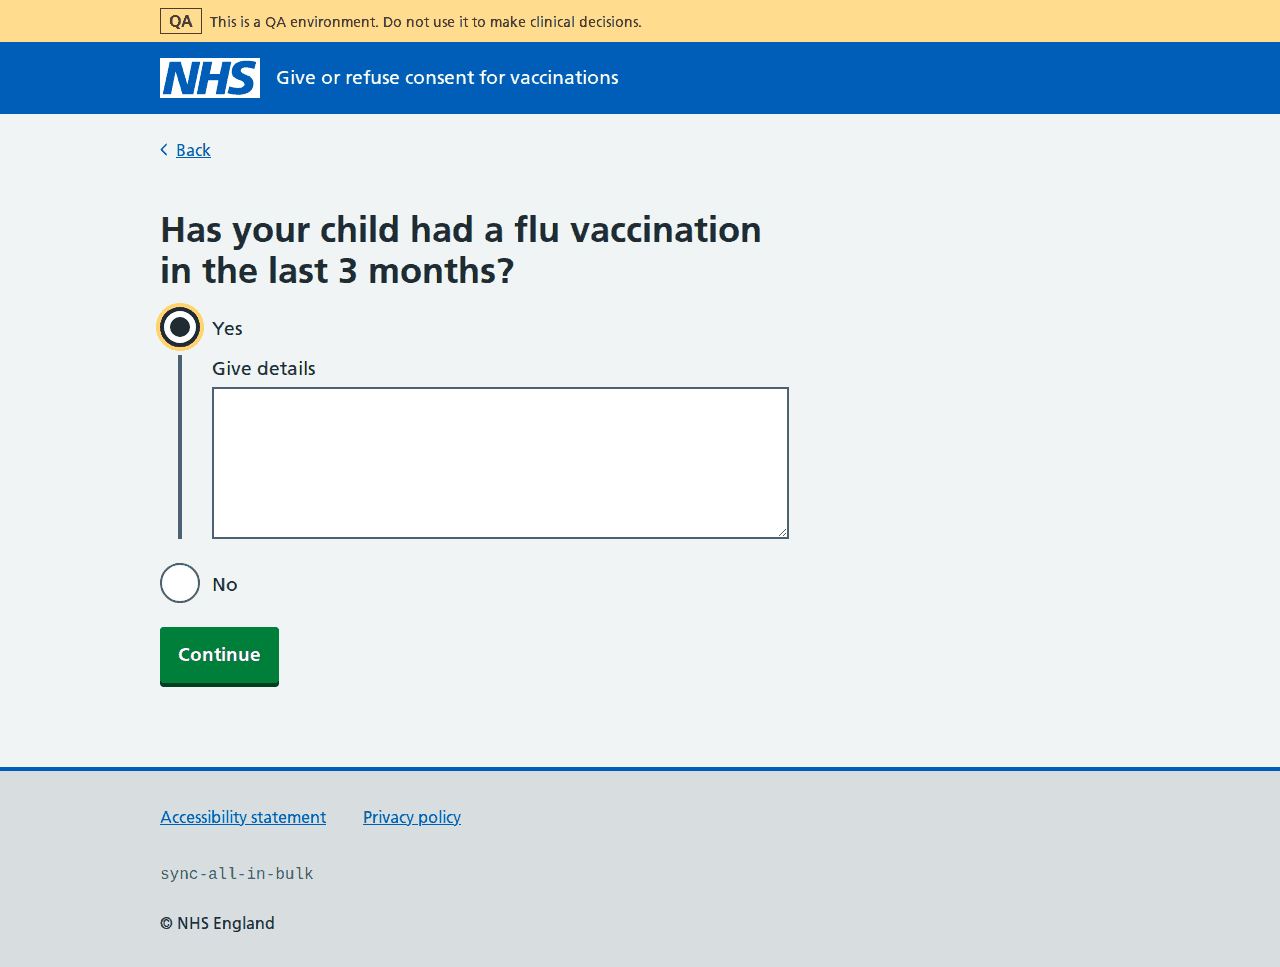 QA This is a QA environment. Do not use it to make clinical decisions.
NHS Give or refuse consent for vaccinations
Back
Has your child had a flu vaccination
in the last 3 months?
Yes
Give details
No
Continue
Accessibility statement Privacy policy
sync-all-in-bulk
© NHS England